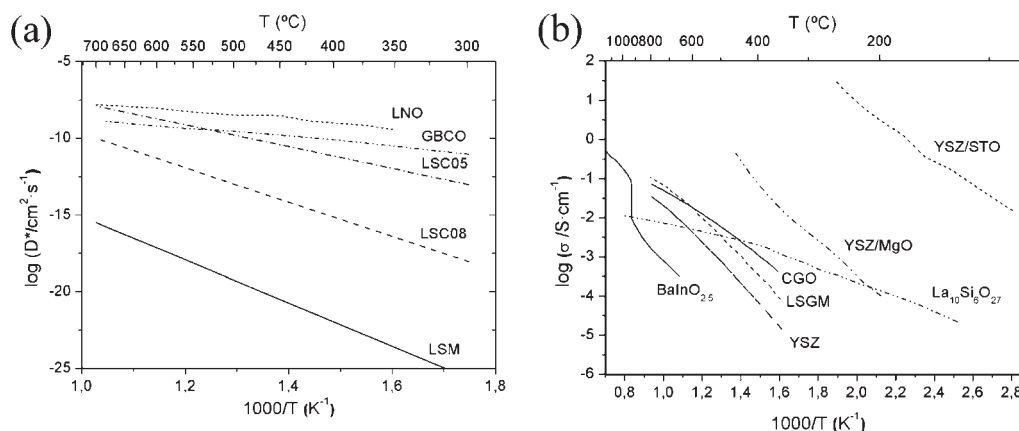 (a)
T (ºC)
700 650 600 550 500 450 400 350 300
-5
-10
-15
-20
-25
log (D*/cm²·s⁻¹)
LNO
GBCO
LSC05
LSC08
LSM
1,0 1,2 1,4 1,6 1,8
1000/T (K⁻¹)
(b)
T (ºC)
1000 800 600 400 200
2
1
0
-1
-2
-3
-4
-5
-6
log (σ /S·cm⁻¹)
YSZ/STO
YSZ/MgO
CGO
BaInO₂.₅
LSGM
La₁₀Si₆O₂₇
YSZ
0,8 1,0 1,2 1,4 1,6 1,8 2,0 2,2 2,4 2,6 2,8
1000/T (K⁻¹)